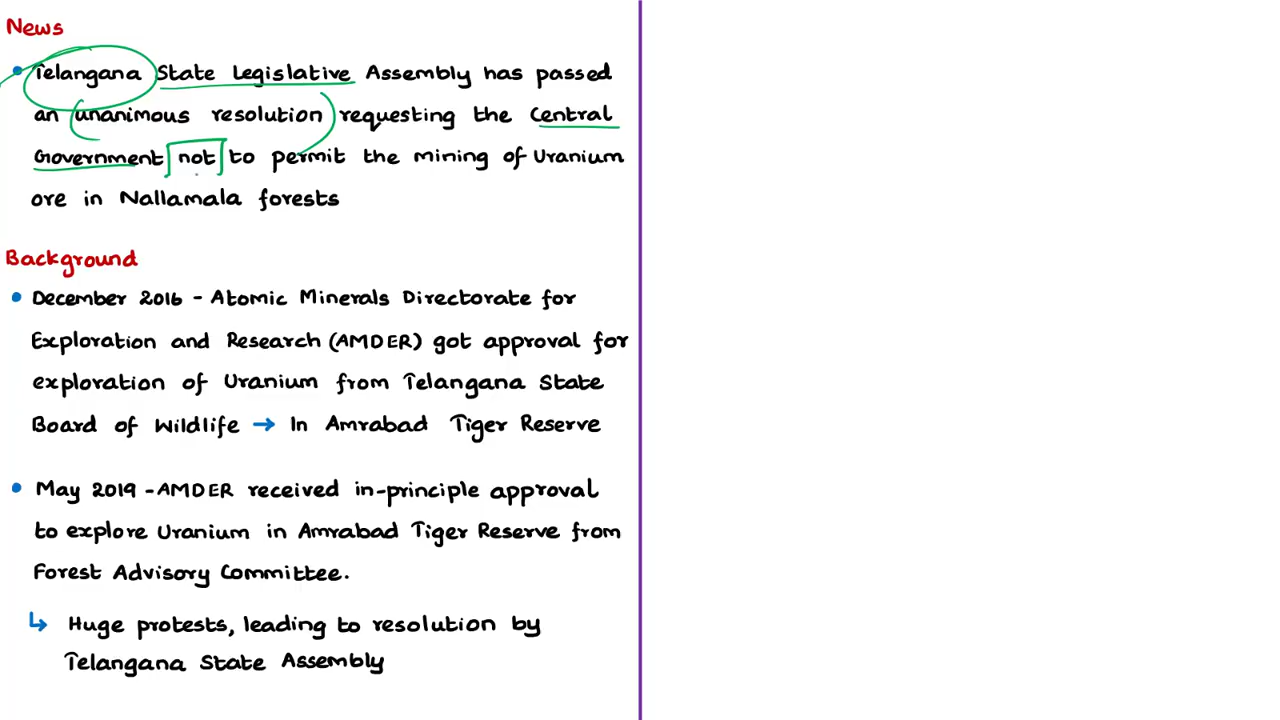 News
• Telangana State Legislative Assembly has passed
an unanimous resolution requesting the Central
Government not to permit the mining of Uranium
ore in Nallamala forests
Background
• December 2016 - Atomic Minerals Directorate for
Exploration and Research (AMDER) got approval for
exploration of Uranium from Telangana State
Board of Wildlife → In Amrabad Tiger Reserve
• May 2019 - AMDER received in-principle approval
to explore Uranium in Amrabad Tiger Reserve from
Forest Advisory Committee.
↳ Huge protests, leading to resolution by
Telangana State Assembly